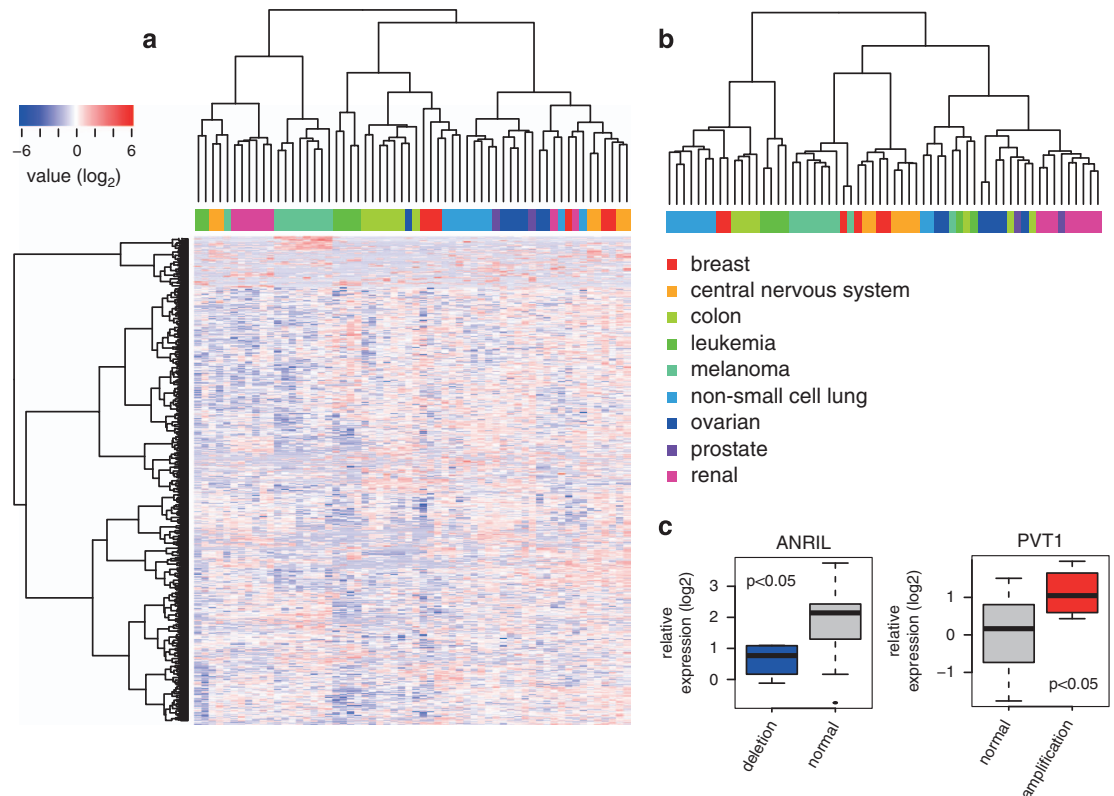 a
b
−6 0 6
value (log2)
breast
central nervous system
colon
leukemia
melanoma
non-small cell lung
ovarian
prostate
renal
c
ANRIL
p<0.05
relative
expression (log2)
3
2
1
0
deletion
normal
PVT1
relative
expression (log2)
1
0
−1
p<0.05
normal
amplification